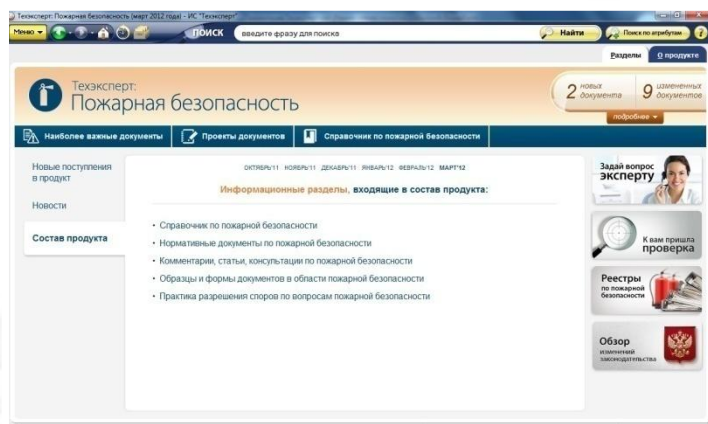 Техэксперт: Пожарная безопасность (март 2012 года) - ИС "Техэксперт"
Меню
ПОИСК
введите фразу для поиска
Найти
Поиск по атрибутам
?
Разделы
О продукте
Техэксперт:
Пожарная безопасность
2 новых документа
9 измененных документов
подробнее
Наиболее важные документы
Проекты документов
Справочник по пожарной безопасности
Новые поступления
в продукт
Новости
Состав продукта
ОКТЯБРЬ'11 НОЯБРЬ'11 ДЕКАБРЬ'11 ЯНВАРЬ'12 ФЕВРАЛЬ'12 МАРТ'12
Информационные разделы, входящие в состав продукта:
• Справочник по пожарной безопасности
• Нормативные документы по пожарной безопасности
• Комментарии, статьи, консультации по пожарной безопасности
• Образцы и формы документов в области пожарной безопасности
• Практика разрешения споров по вопросам пожарной безопасности
Задай вопрос
эксперту
К вам пришла
проверка
Реестры
по пожарной
безопасности
Обзор
изменений
законодательства